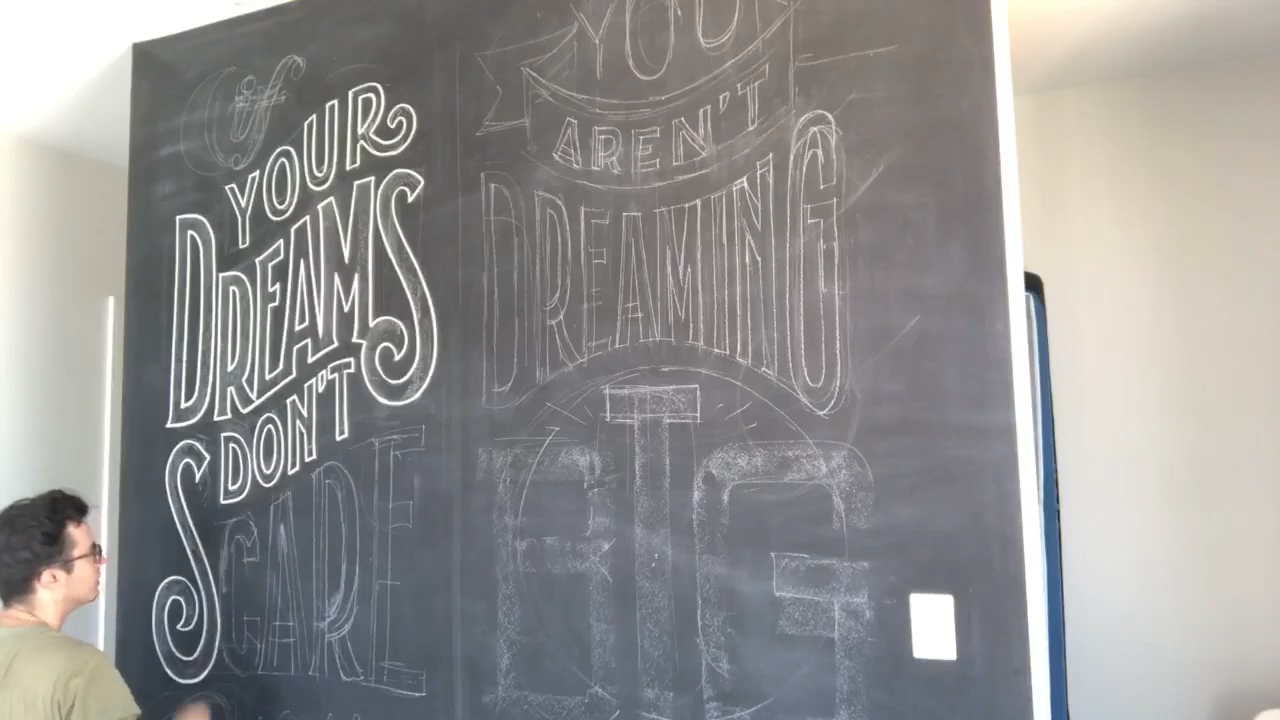 if
YOUR
DREAMS
DON'T
SCARE
YOU
AREN'T
DREAMING
BIG